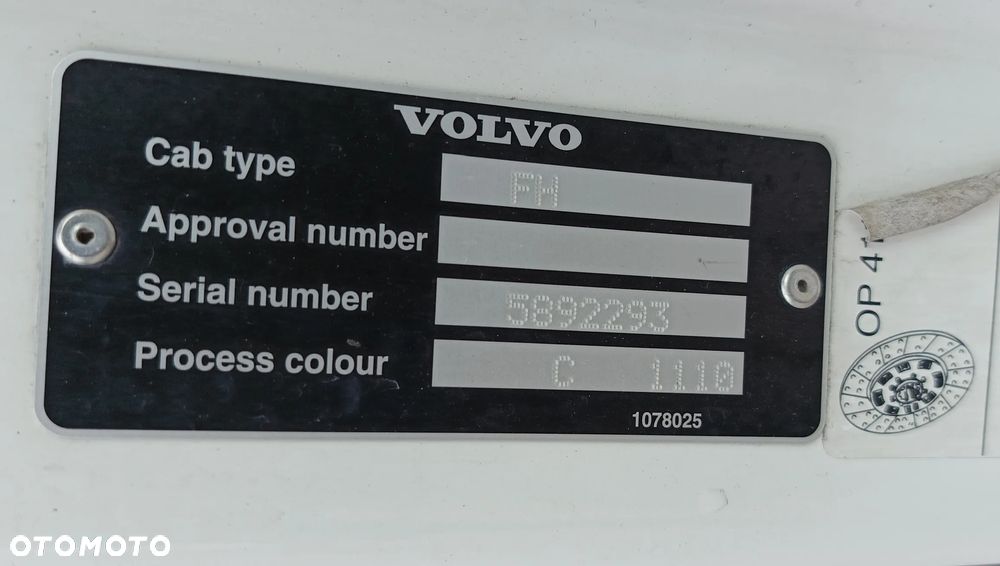 VOLVO
Cab type FH
Approval number
Serial number 5892293
Process colour C 1110
1078025
OP 4
OTOMOTO